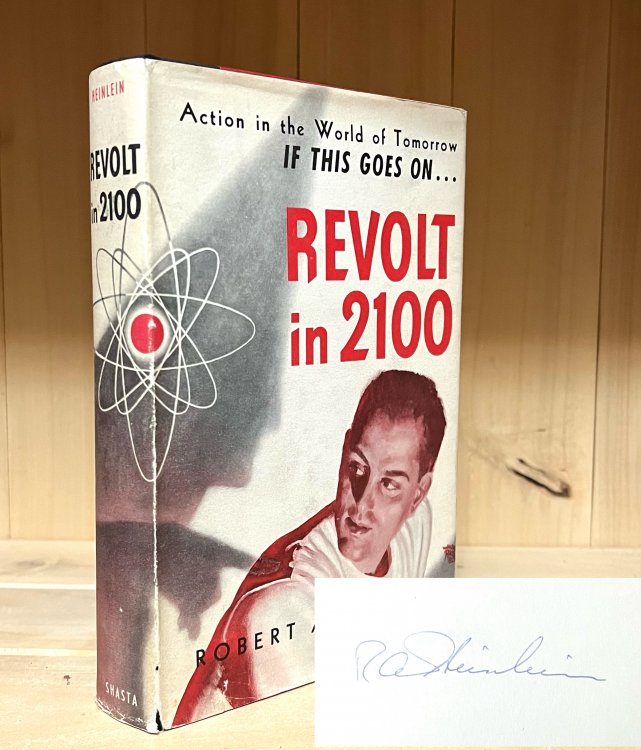 HEINLEIN
REVOLT
in 2100
SHASTA
Action in the World of Tomorrow
IF THIS GOES ON...
REVOLT
in 2100
ROBERT A
RAHeinlein